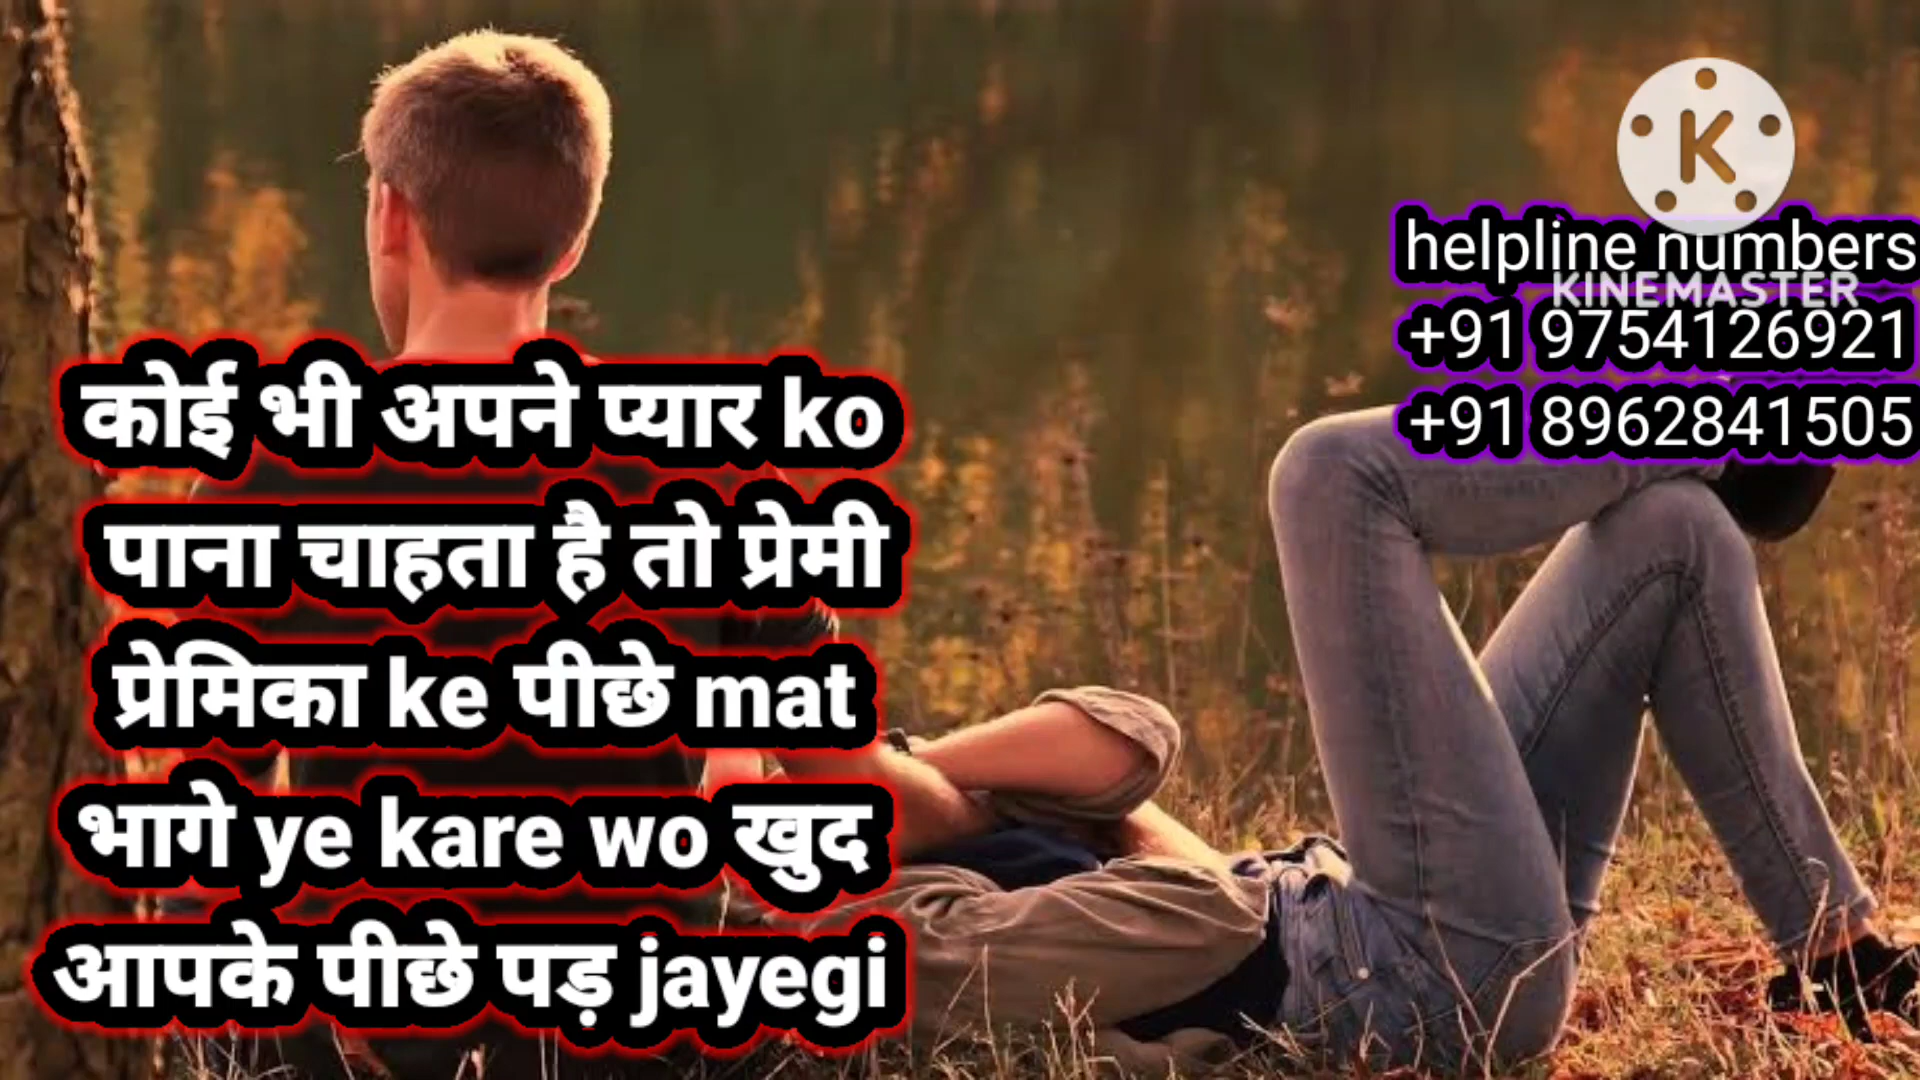 कोई भी अपने प्यार ko
पाना चाहता है तो प्रेमी
प्रेमिका ke पीछे mat
भागे ye kare wo खुद
आपके पीछे पड़ jayegi
K
helpline numbers
KINEMASTER
+91 9754126921
+91 8962841505